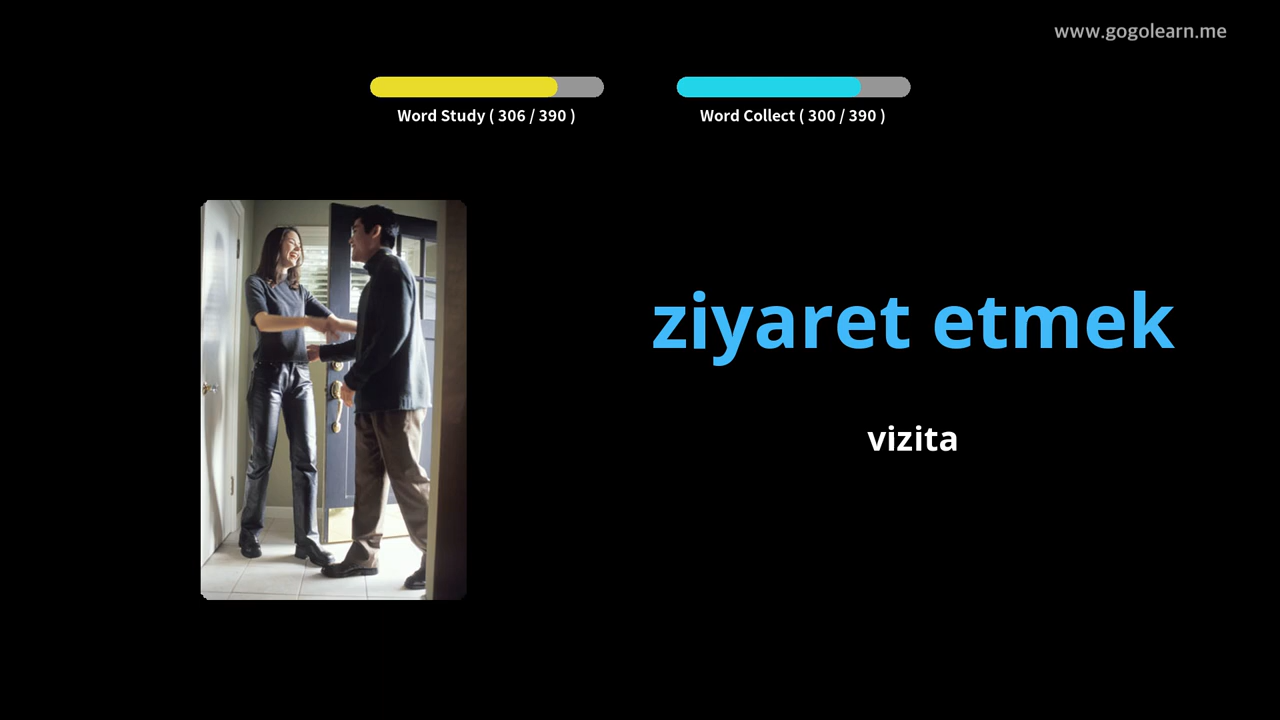 www.gogolearn.me
Word Study ( 306 / 390 )
Word Collect ( 300 / 390 )
ziyaret etmek
vizita